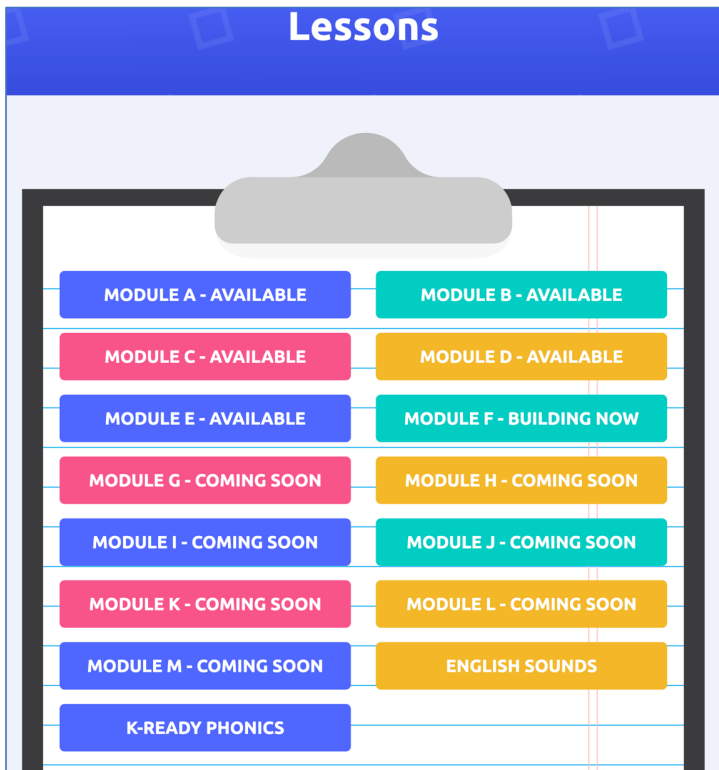 Lessons
MODULE A - AVAILABLE
MODULE B - AVAILABLE
MODULE C - AVAILABLE
MODULE D - AVAILABLE
MODULE E - AVAILABLE
MODULE F - BUILDING NOW
MODULE G - COMING SOON
MODULE H - COMING SOON
MODULE I - COMING SOON
MODULE J - COMING SOON
MODULE K - COMING SOON
MODULE L - COMING SOON
MODULE M - COMING SOON
ENGLISH SOUNDS
K-READY PHONICS